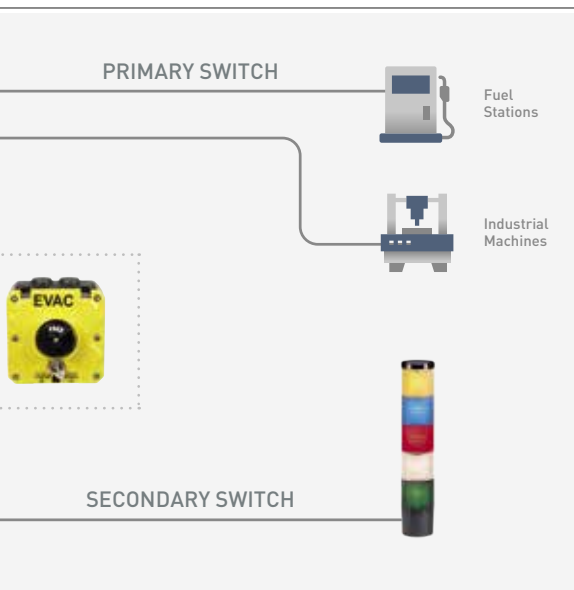 PRIMARY SWITCH
Fuel
Stations
Industrial
Machines
EVAC
SECONDARY SWITCH